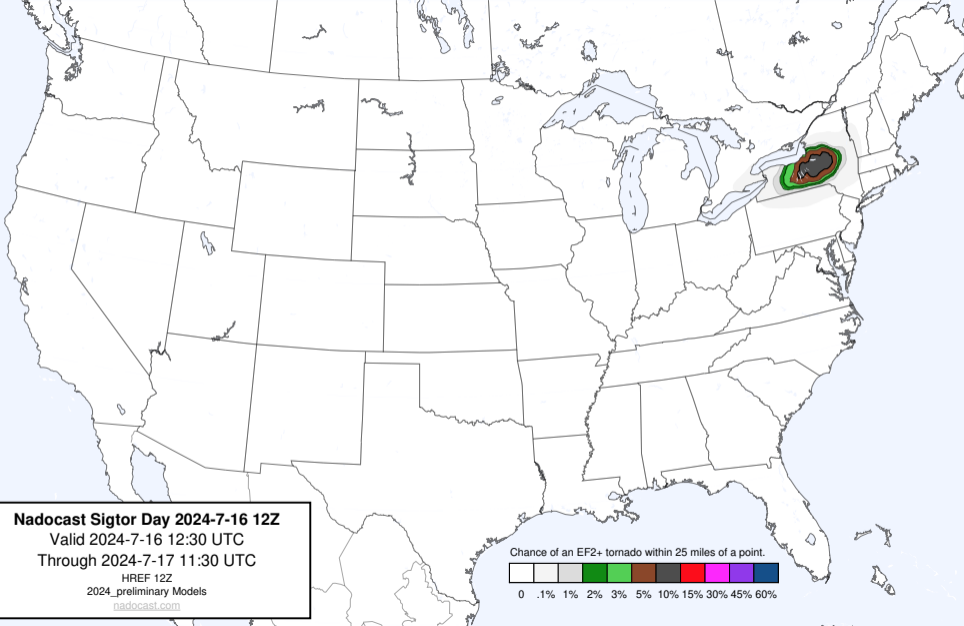 Nadocast Sigtor Day 2024-7-16 12Z
Valid 2024-7-16 12:30 UTC
Through 2024-7-17 11:30 UTC
HREF 12Z
2024_preliminary Models
nadocast.com
Chance of an EF2+ tornado within 25 miles of a point.
0 .1% 1% 2% 3% 5% 10% 15% 30% 45% 60%